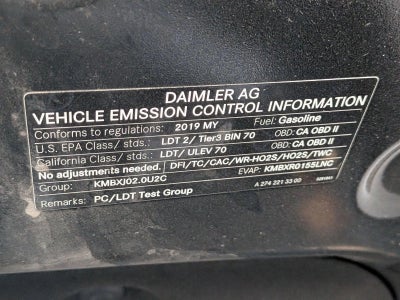 DAIMLER AG
VEHICLE EMISSION CONTROL INFORMATION
Conforms to regulations: 2019 MY Fuel: Gasoline
U.S. EPA Class/ stds.: LDT 2/ Tier3 BIN 70 OBD: CA OBD II
California Class/ stds.: LDT/ ULEV 70 OBD: CA OBD II
No adjustments needed. DFI/TC/CAC/WR-HO2S/HO2S/TWC
Group: KMBXJ02.0U2C EVAP: KMBXR0155LNC
Remarks: PC/LDT Test Group A 274 221 33 00